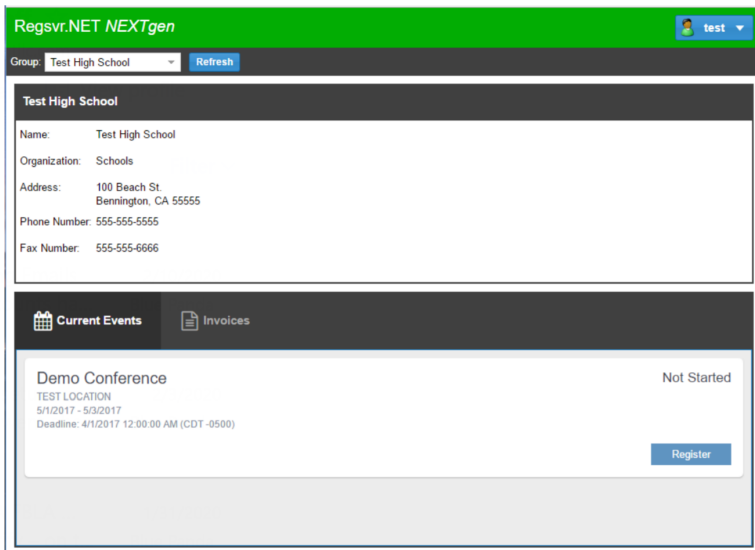 Regsvr.NET NEXTgen
test
Group: Test High School Refresh
Test High School
Name: Test High School
Organization: Schools
Address: 100 Beach St.
Bennington, CA 55555
Phone Number: 555-555-5555
Fax Number: 555-555-6666
Current Events Invoices
Demo Conference Not Started
TEST LOCATION
5/1/2017 - 5/3/2017
Deadline: 4/1/2017 12:00:00 AM (CDT -0500)
Register